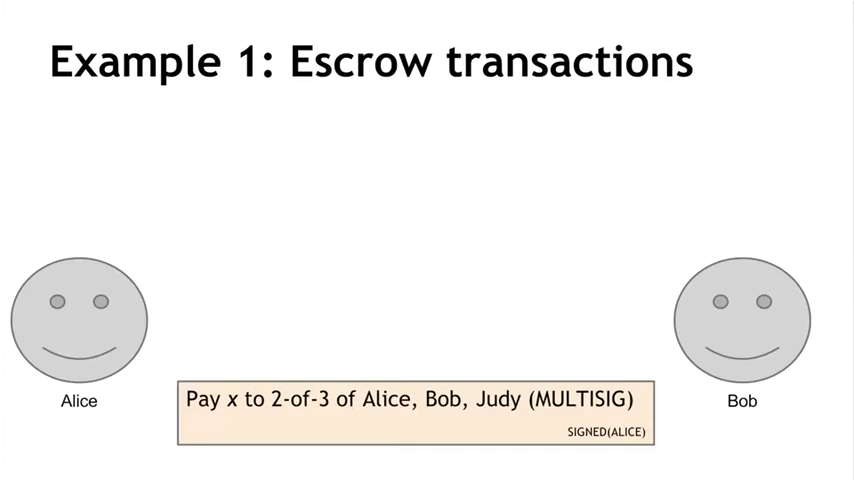 Example 1: Escrow transactions
Alice
Pay x to 2-of-3 of Alice, Bob, Judy (MULTISIG)
SIGNED(ALICE)
Bob